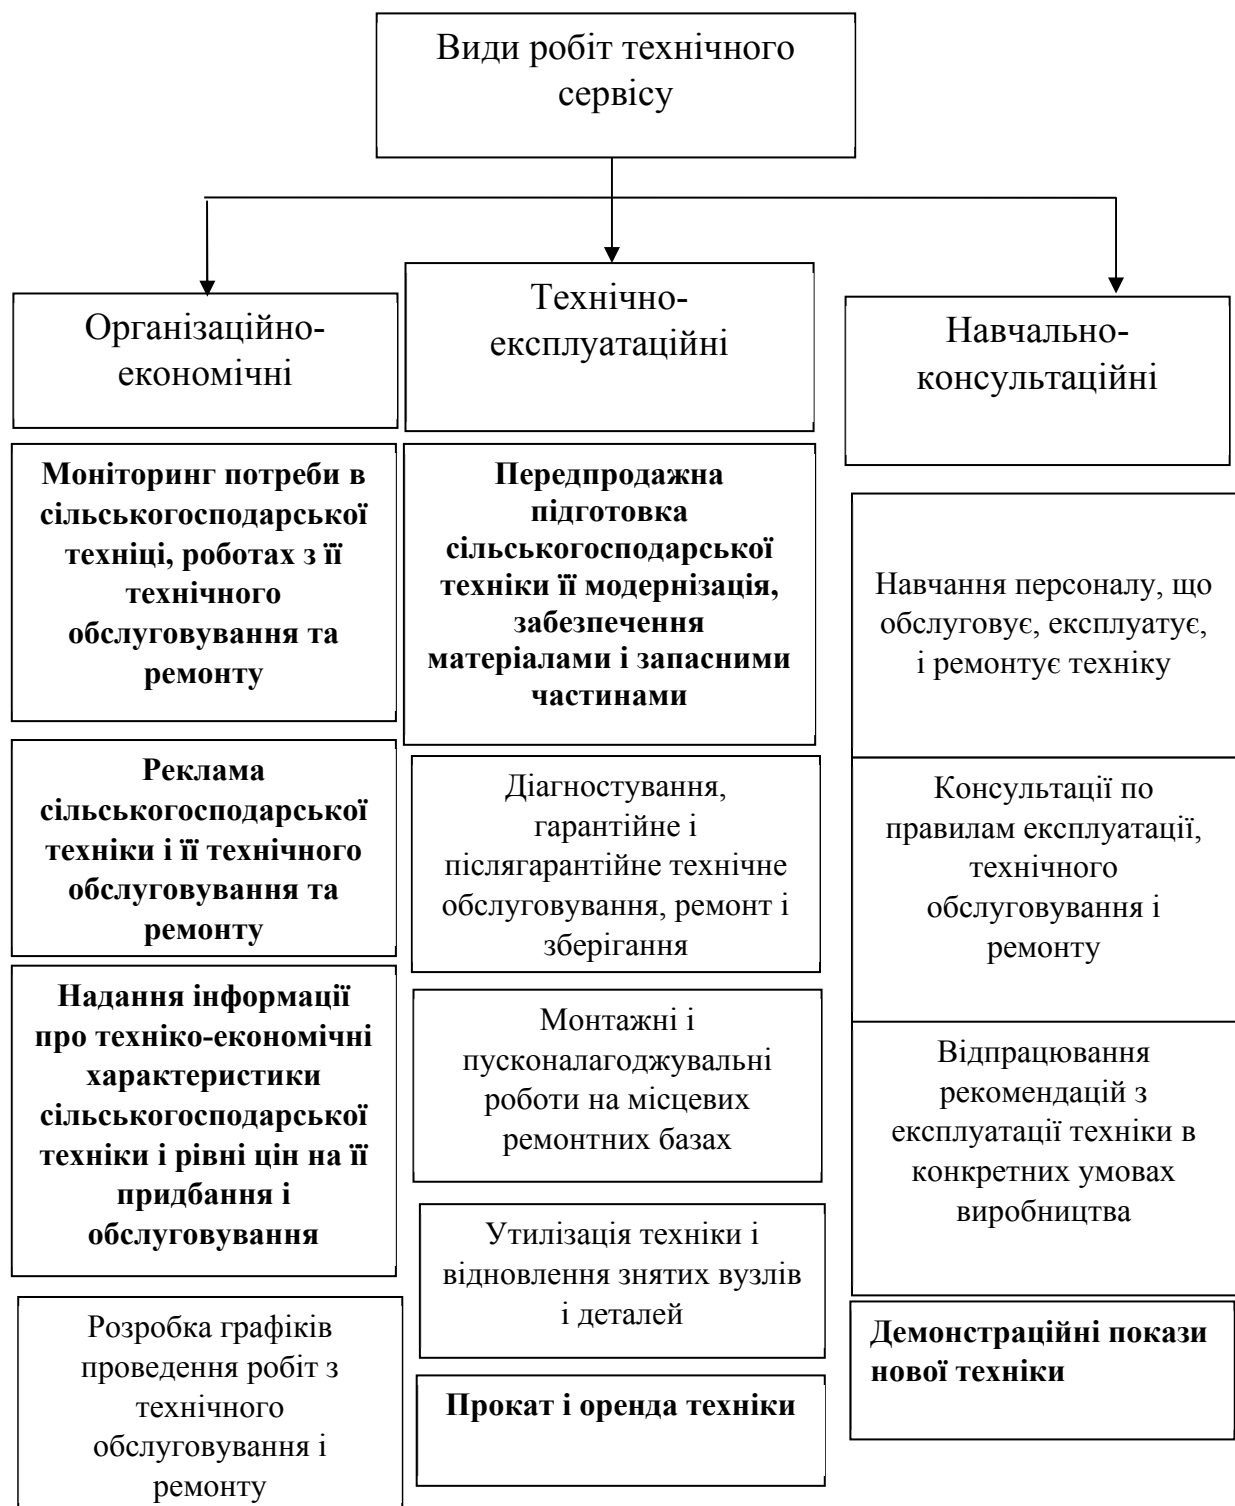 Види робіт технічного
сервісу
Організаційно-
економічні
Моніторинг потреби в
сільськогосподарської
техніці, роботах з її
технічного
обслуговування та
ремонту
Реклама
сільськогосподарської
техніки і її технічного
обслуговування та
ремонту
Надання інформації
про техніко-економічні
характеристики
сільськогосподарської
техніки і рівні цін на її
придбання і
обслуговування
Розробка графіків
проведення робіт з
технічного
обслуговування і
ремонту
Технічно-
експлуатаційні
Передпродажна
підготовка
сільськогосподарської
техніки її модернізація,
забезпечення
матеріалами і запасними
частинами
Діагностування,
гарантійне і
післягарантійне технічне
обслуговування, ремонт і
зберігання
Монтажні і
пусконалагоджувальні
роботи на місцевих
ремонтних базах
Утилізація техніки і
відновлення знятих вузлів
і деталей
Прокат і оренда техніки
Навчально-
консультаційні
Навчання персоналу, що
обслуговує, експлуатує,
і ремонтує техніку
Консультації по
правилам експлуатації,
технічного
обслуговування і
ремонту
Відпрацювання
рекомендацій з
експлуатації техніки в
конкретних умовах
виробництва
Демонстраційні покази
нової техніки